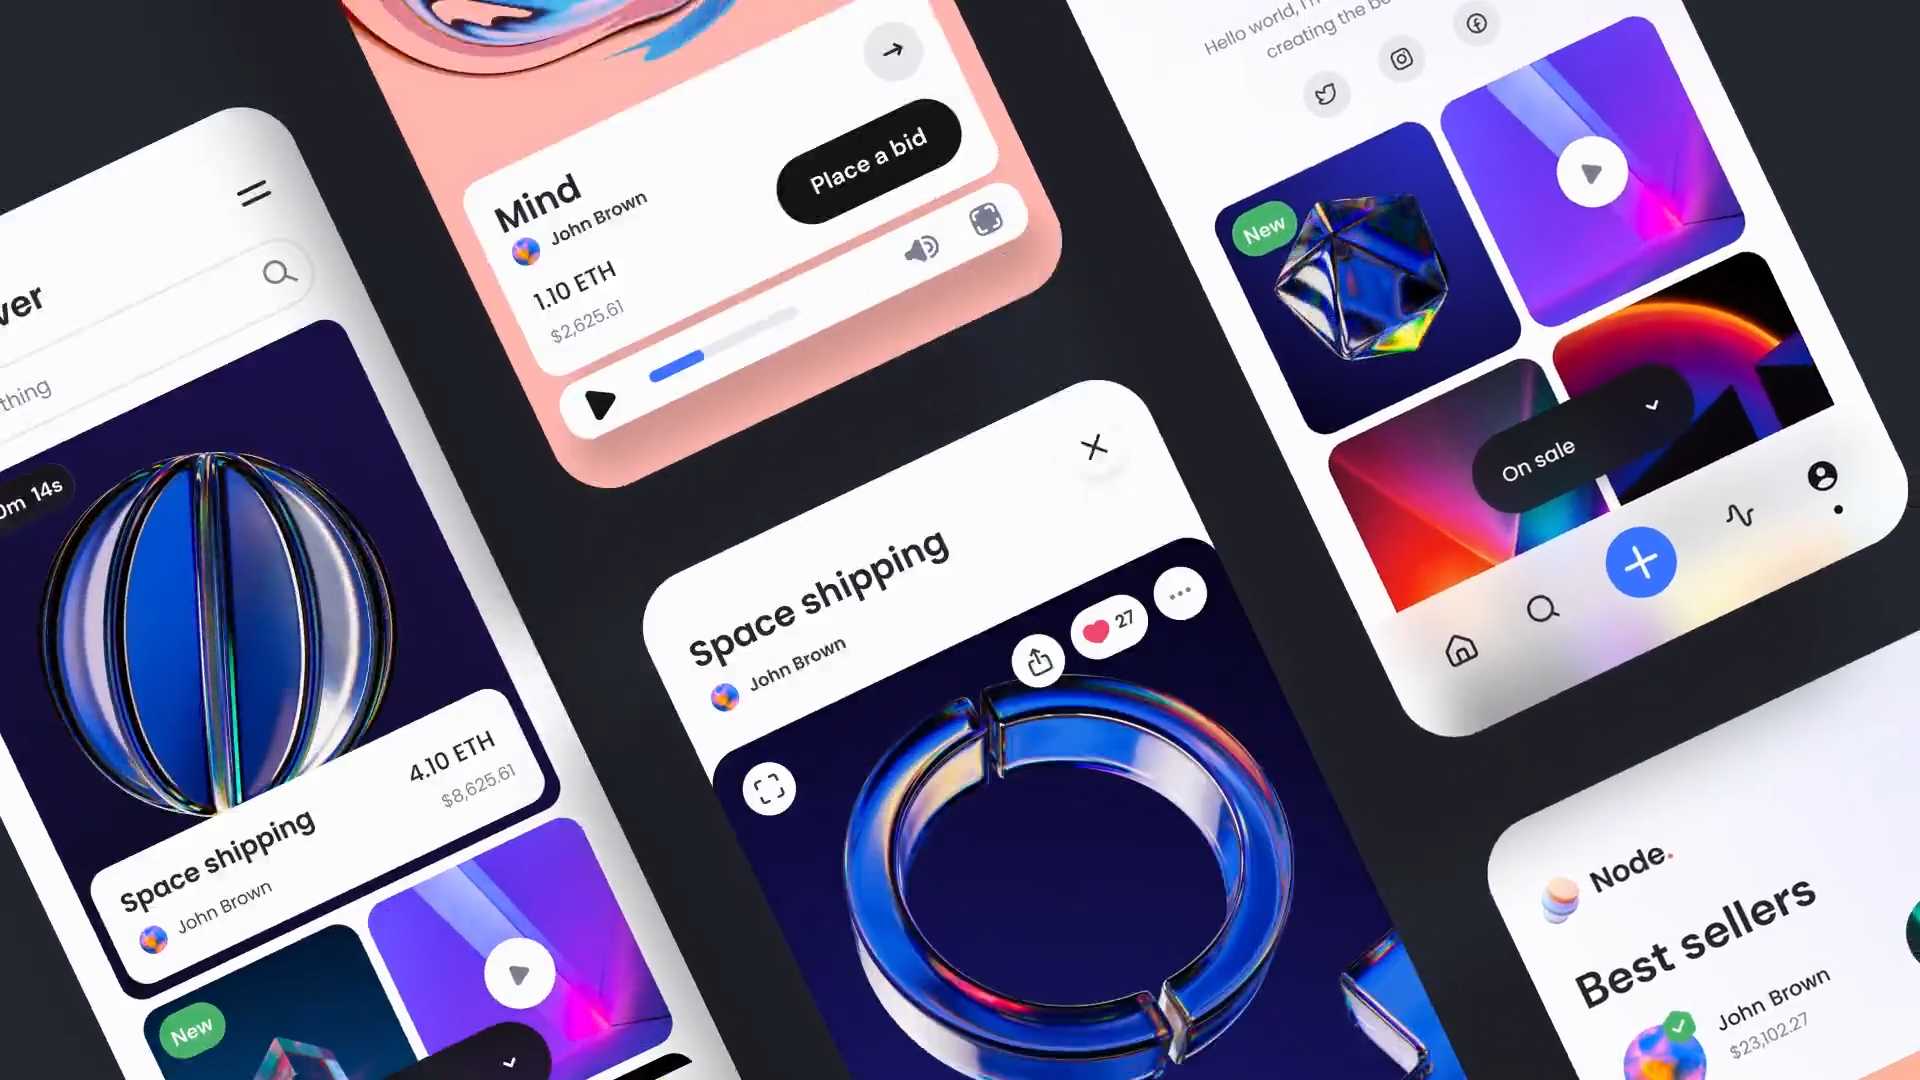 ver
thing
0m 14s
4.10 ETH
$8,625.61
Space shipping
John Brown
New
Mind
John Brown
Place a bid
1.10 ETH
$2,625.61
Space shipping
John Brown
27
Hello world, I'm
creating the be
New
On sale
Node.
Best sellers
John Brown
$23,102.27